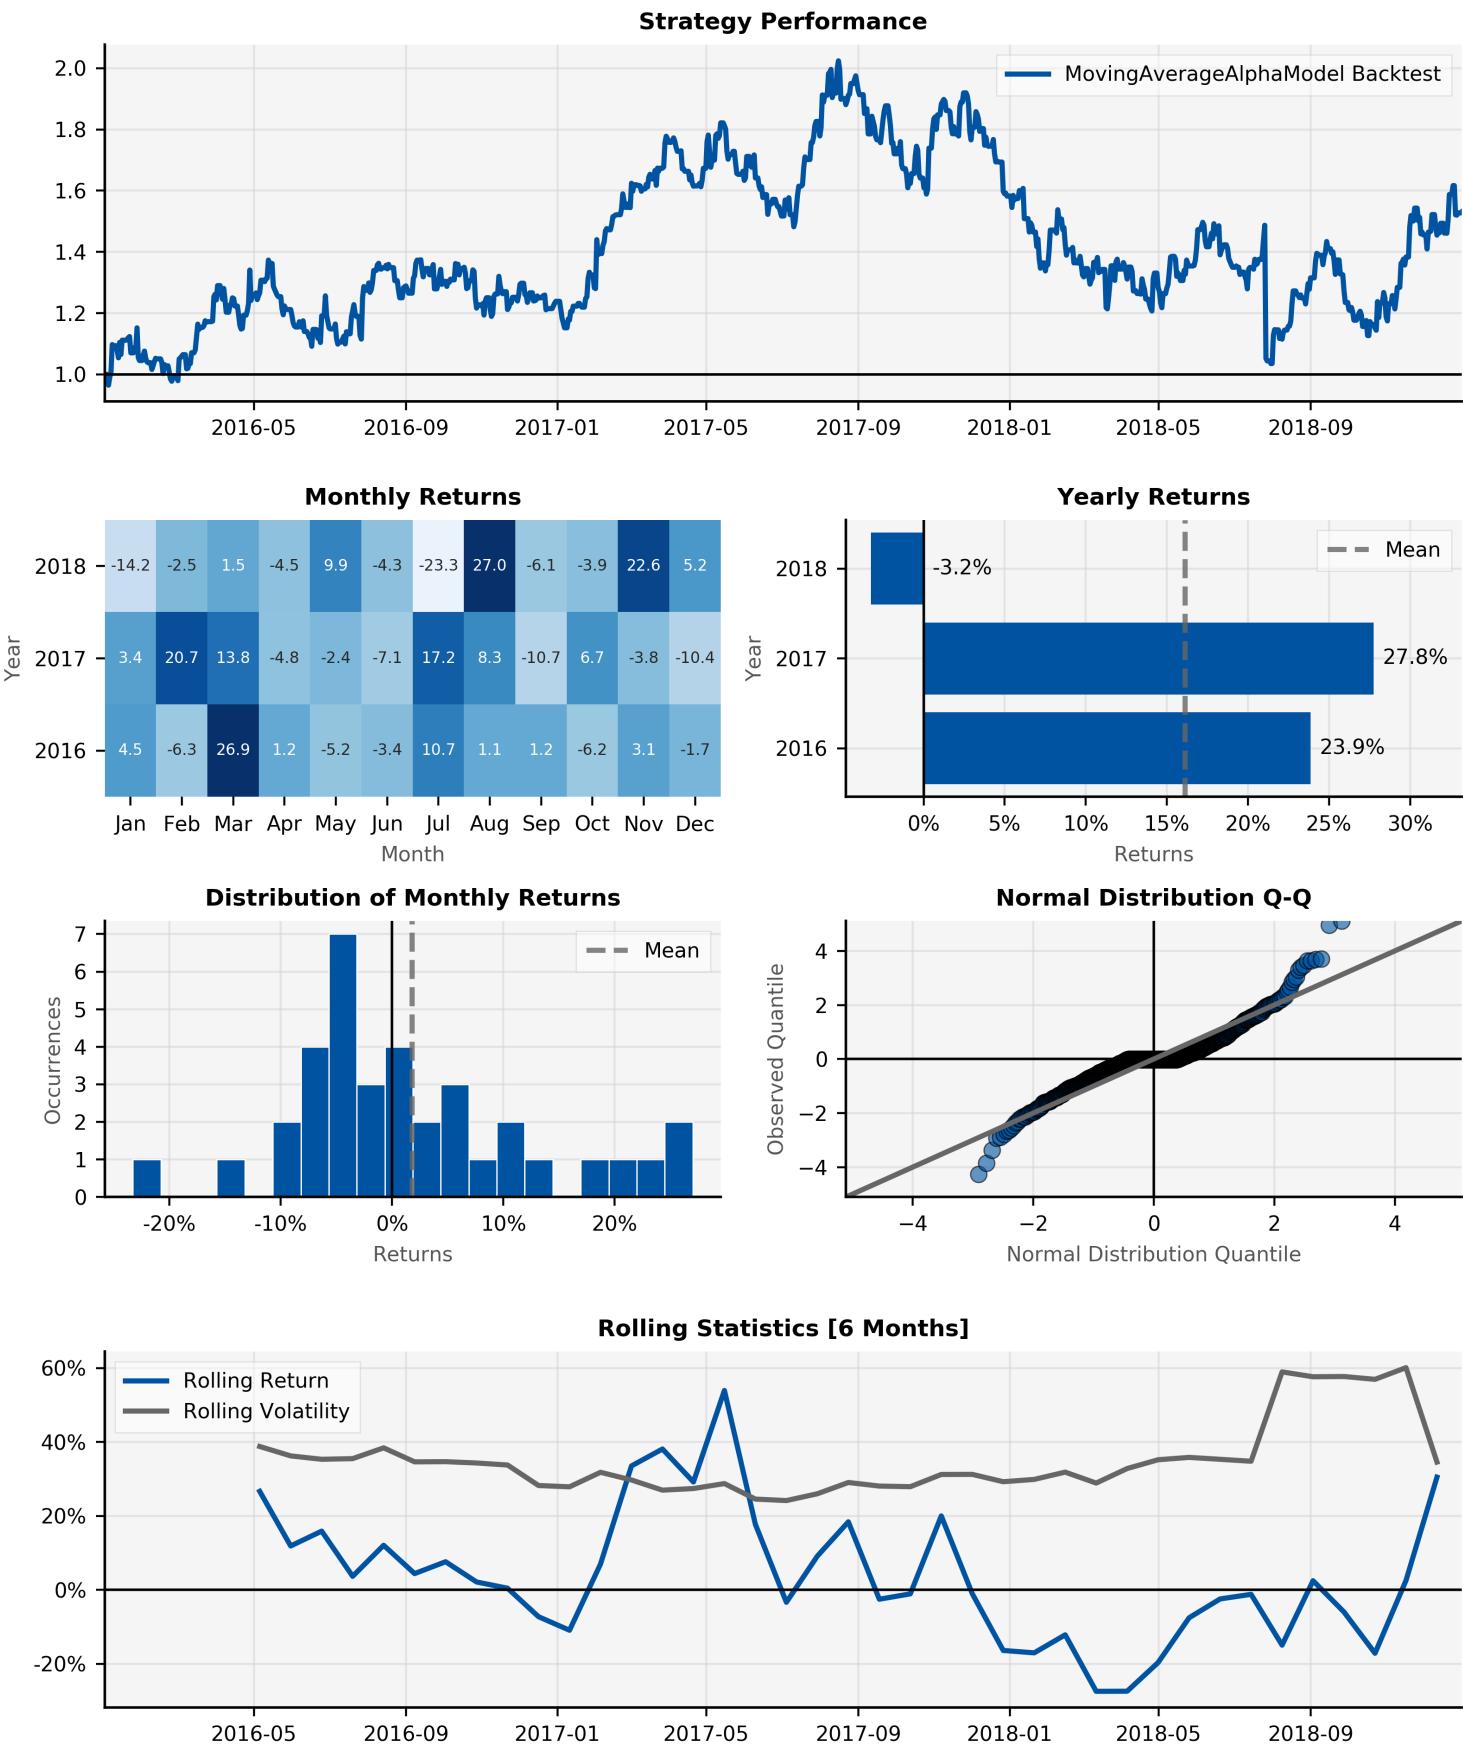 Strategy Performance
MovingAverageAlphaModel Backtest
2.0
1.8
1.6
1.4
1.2
1.0
2016-05 2016-09 2017-01 2017-05 2017-09 2018-01 2018-05 2018-09
Monthly Returns
Year
2018 -14.2 -2.5 1.5 -4.5 9.9 -4.3 -23.3 27.0 -6.1 -3.9 22.6 5.2
2017 3.4 20.7 13.8 -4.8 -2.4 -7.1 17.2 8.3 -10.7 6.7 -3.8 -10.4
2016 4.5 -6.3 26.9 1.2 -5.2 -3.4 10.7 1.1 1.2 -6.2 3.1 -1.7
Jan Feb Mar Apr May Jun Jul Aug Sep Oct Nov Dec
Month
Yearly Returns
Mean
Year
2018 -3.2%
2017 27.8%
2016 23.9%
0% 5% 10% 15% 20% 25% 30%
Returns
Distribution of Monthly Returns
Mean
Occurrences
7
6
5
4
3
2
1
0
-20% -10% 0% 10% 20%
Returns
Normal Distribution Q-Q
Observed Quantile
4
2
0
−2
−4
−4 −2 0 2 4
Normal Distribution Quantile
Rolling Statistics [6 Months]
Rolling Return
Rolling Volatility
60%
40%
20%
0%
-20%
2016-05 2016-09 2017-01 2017-05 2017-09 2018-01 2018-05 2018-09